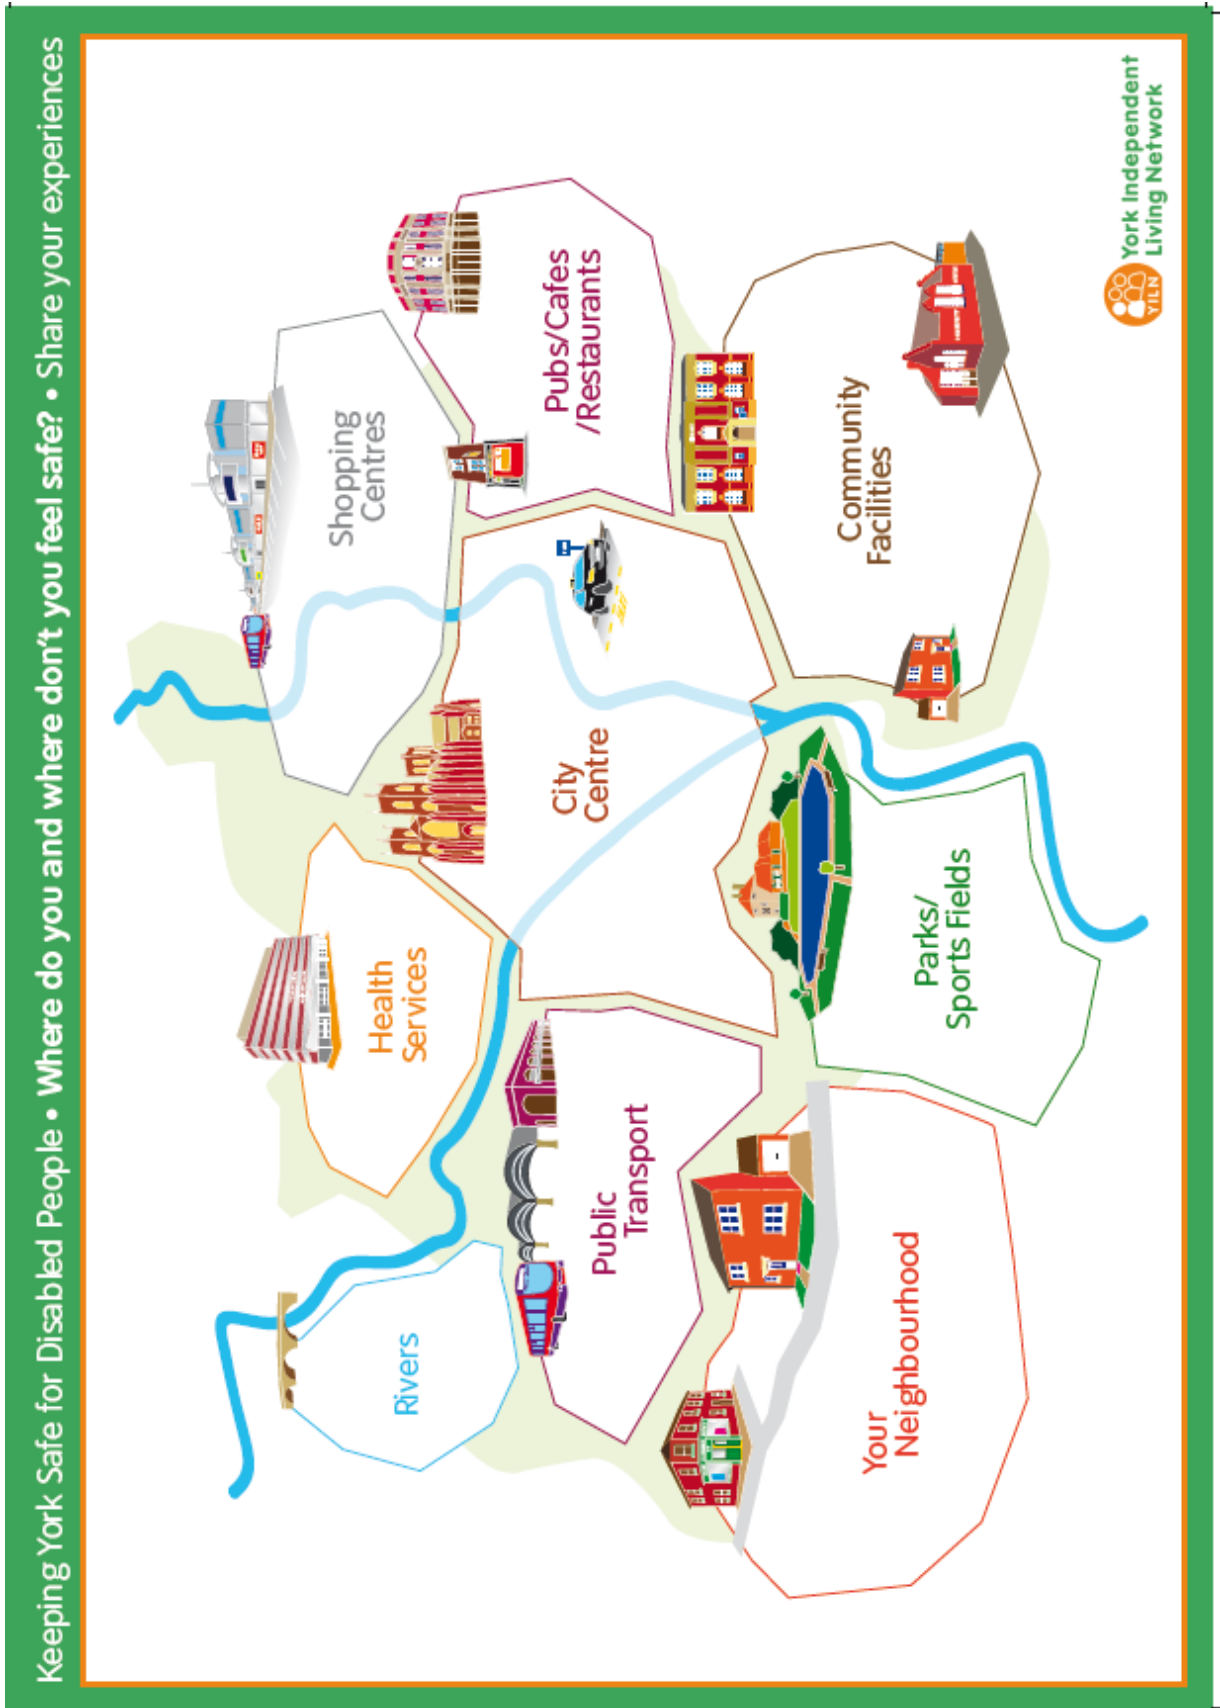 Keeping York Safe for Disabled People • Where do you and where don't you feel safe? • Share your experiences
Rivers
Health
Services
Shopping
Centres
Public
Transport
City
Centre
Pubs/Cafes
/Restaurants
Your
Neighbourhood
Parks/
Sports Fields
Community
Facilities
YILN
York Independent
Living Network